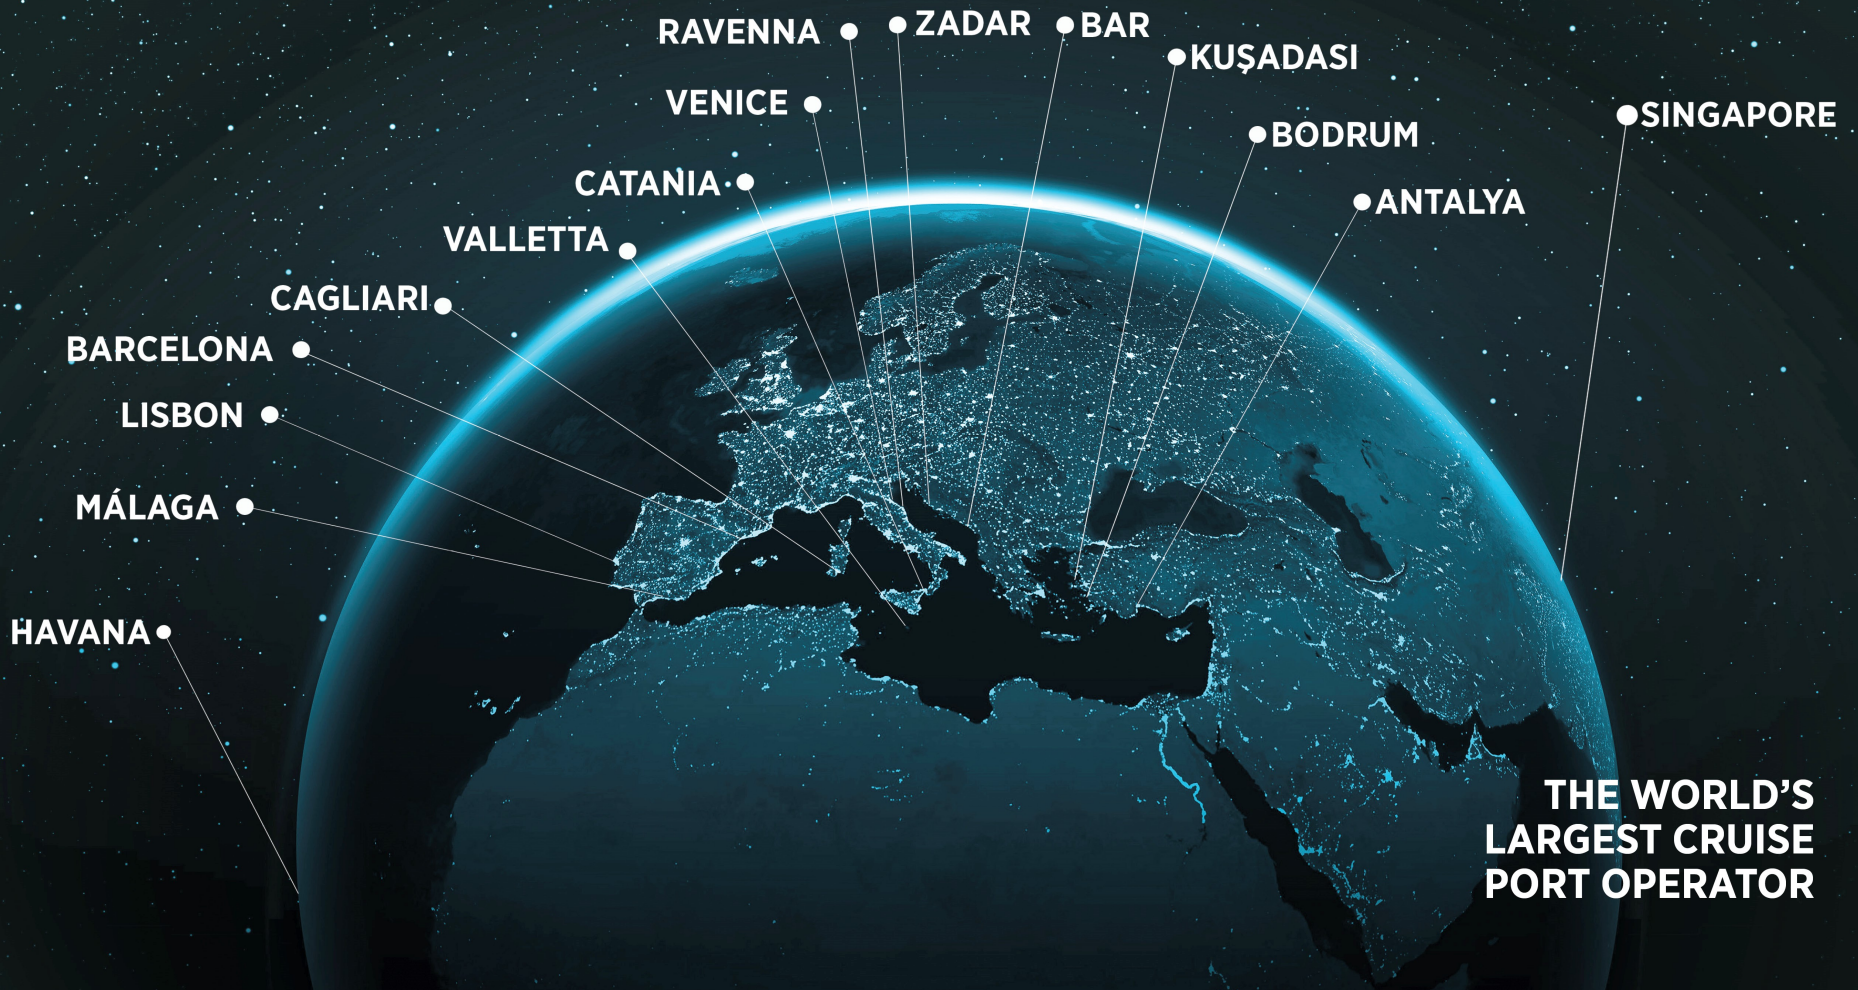 RAVENNA
ZADAR
BAR
KUŞADASI
VENICE
SINGAPORE
BODRUM
CATANIA
ANTALYA
VALLETTA
CAGLIARI
BARCELONA
LISBON
MÁLAGA
HAVANA
THE WORLD'S
LARGEST CRUISE
PORT OPERATOR